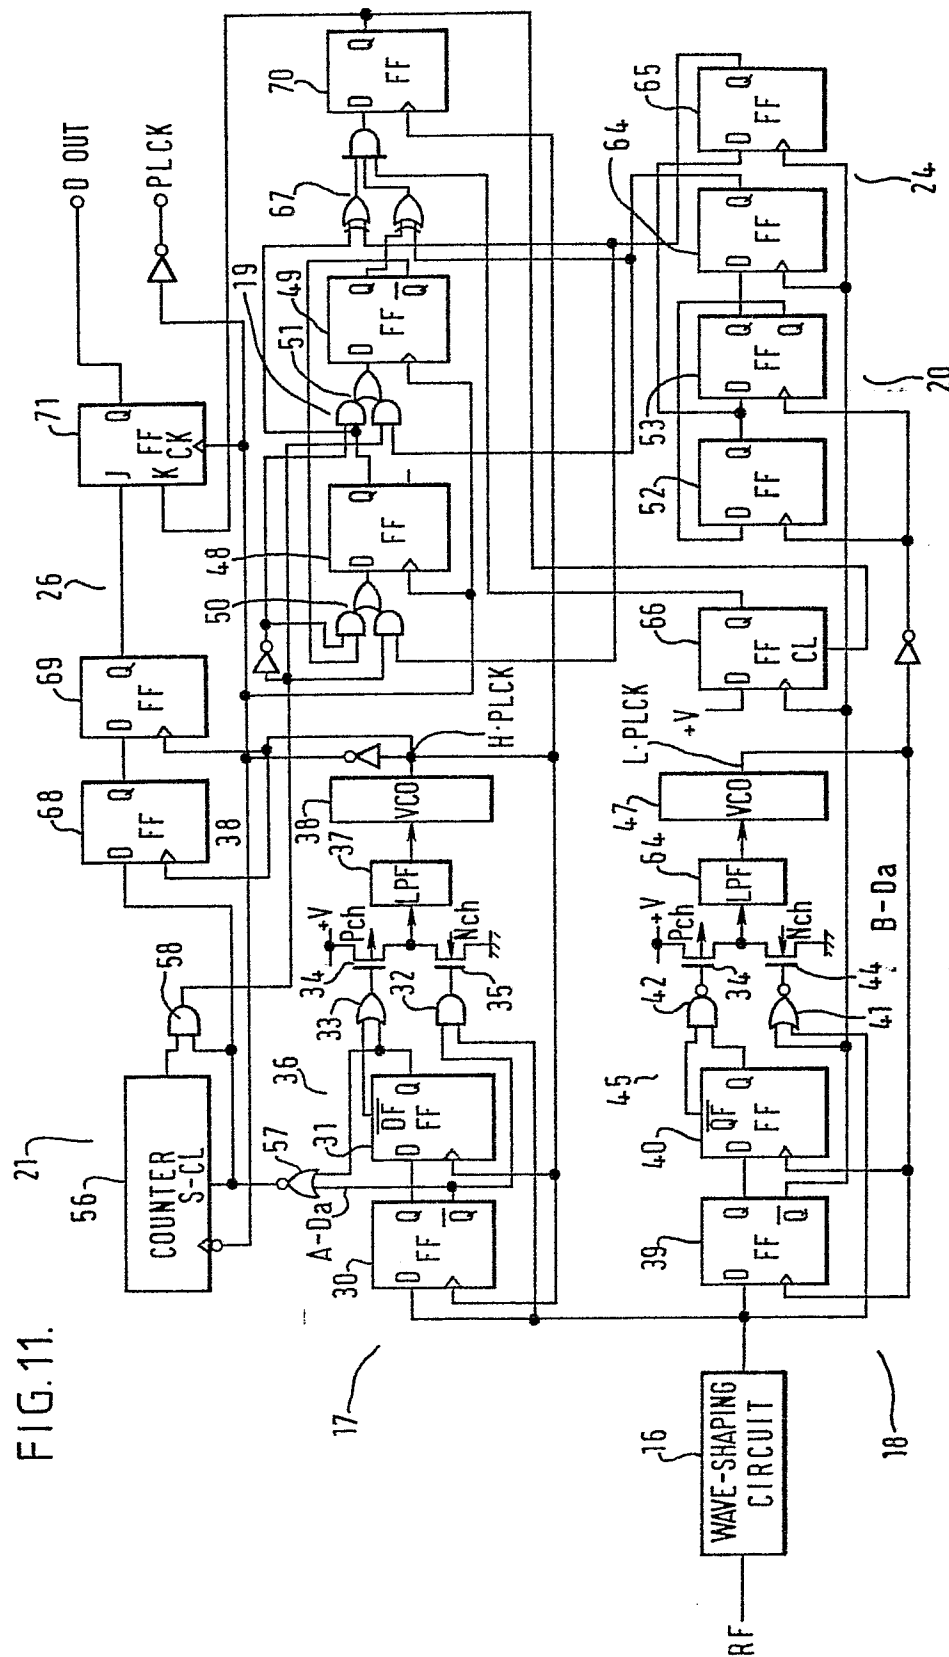 FIG. 11.
21
56
COUNTER
S-CL
58
68
D
Q
FF
69
D
Q
FF
26
71
J
Q
FF
K
CK
D OUT
PLCK
38
17
A-Da
57
36
30
D
Q
FF
Q
31
D
DF
FF
Q
33
32
34
+V
Pch
35
Nch
37
LPF
38
VCO
H·PLCK
50
48
D
Q
FF
51
19
49
D
Q
FF
Q
67
70
D
Q
FF
RF
16
WAVE-SHAPING
CIRCUIT
18
39
D
Q
FF
Q
45
40
D
QF
FF
Q
42
34
+V
Pch
44
41
Nch
64
LPF
47
VCO
L·PLCK
B-Da
+V
66
D
Q
FF
CL
52
D
Q
FF
53
D
Q
FF
Q
20
64
D
Q
FF
65
D
Q
FF
24